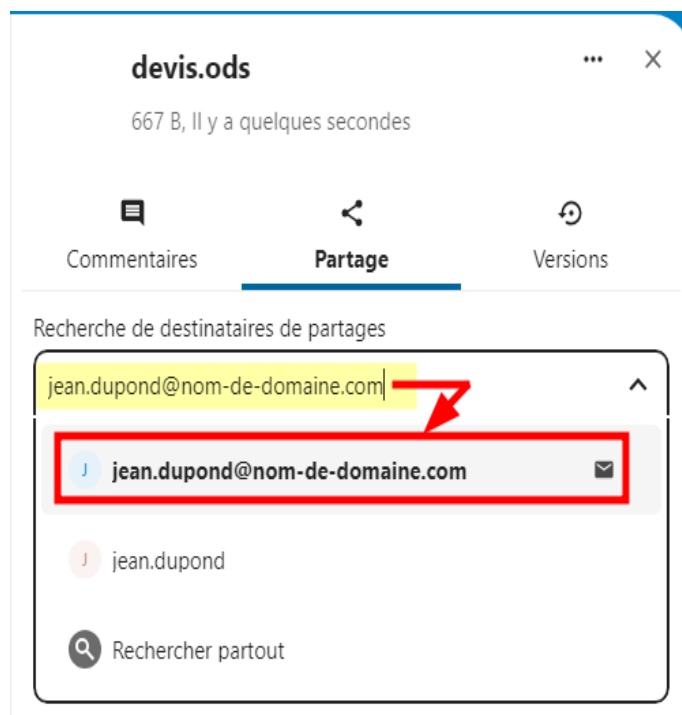 devis.ods
667 B, Il y a quelques secondes
Commentaires Partage Versions
Recherche de destinataires de partages
jean.dupond@nom-de-domaine.com
J jean.dupond@nom-de-domaine.com
J jean.dupond
Rechercher partout